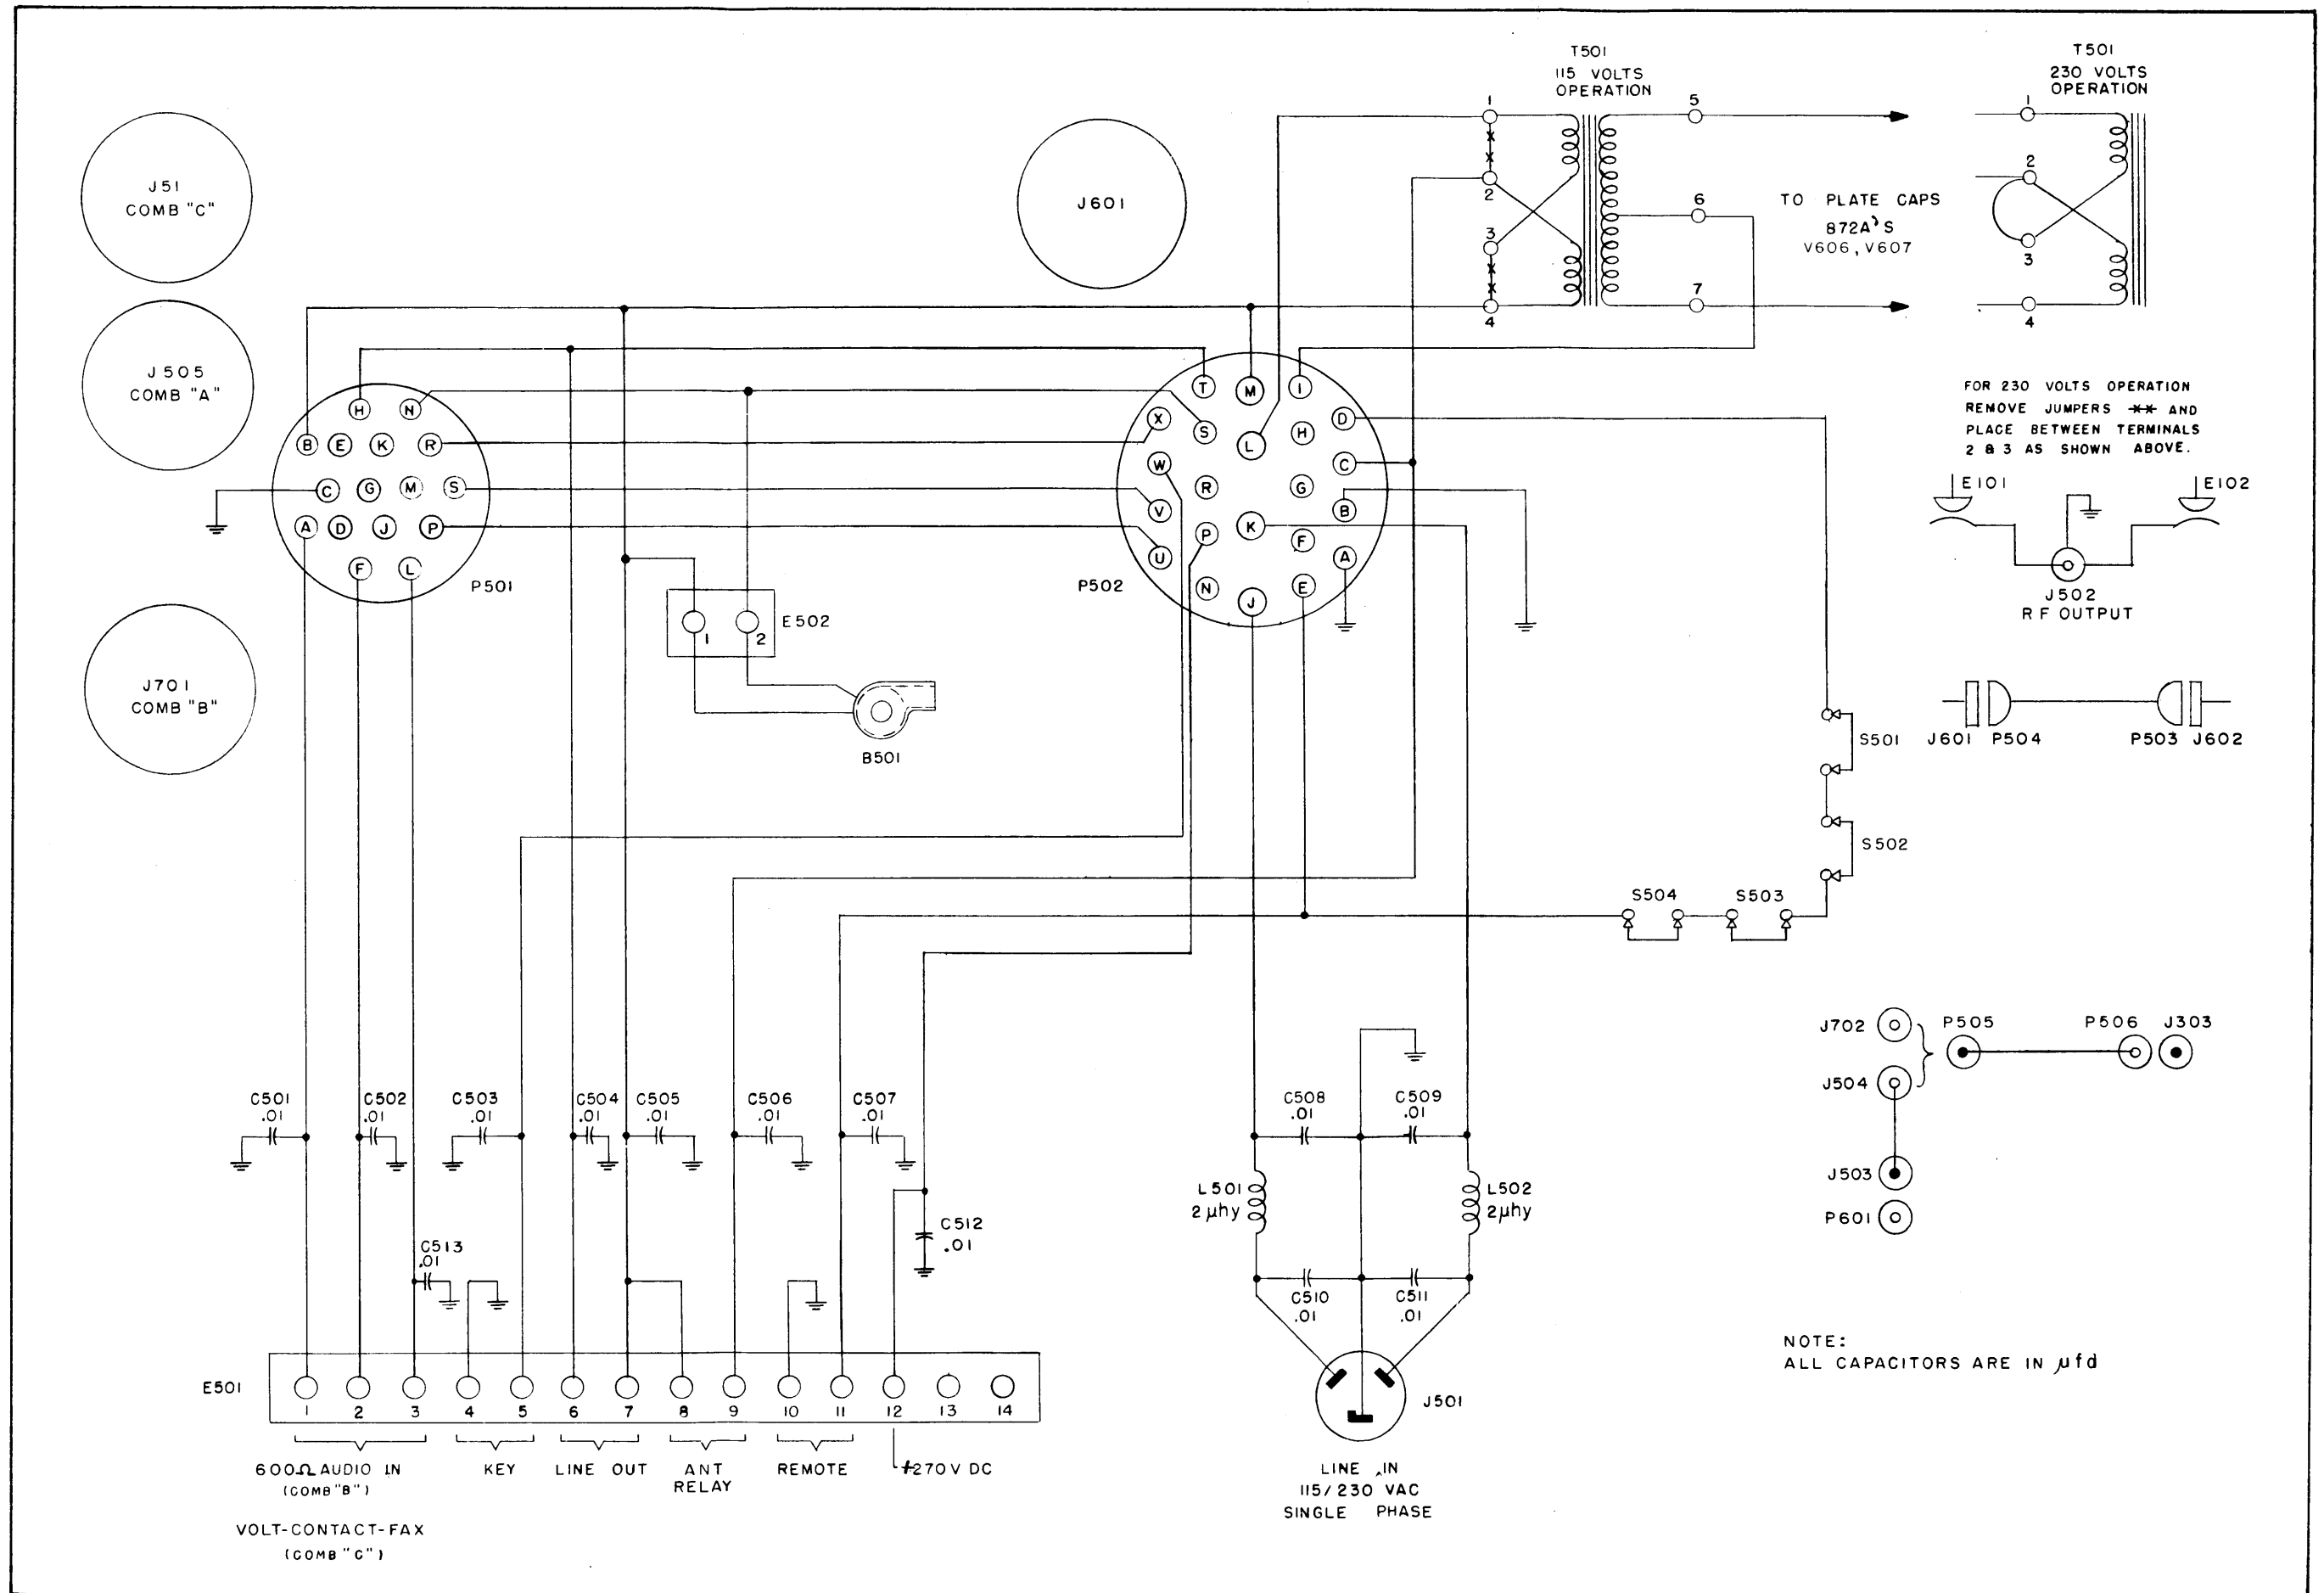 T501
115 VOLTS
OPERATION
T501
230 VOLTS
OPERATION
J51
COMB "C"
J601
1
2
3
4
5
6
7
TO PLATE CAPS
872A'S
V606, V607
1
2
3
4
J505
COMB "A"
FOR 230 VOLTS OPERATION
REMOVE JUMPERS -xx- AND
PLACE BETWEEN TERMINALS
2 & 3 AS SHOWN ABOVE.
H N
B E K R
C G M S
A D J P
F L
P501
T M I
X S L H D
W R G C
V P K F B
U N J E A
P502
E101
E102
J502
RF OUTPUT
E502
1 2
B501
J701
COMB "B"
J601 P504
P503 J602
S501
S502
S504
S503
J702
P505
P506 J303
J504
J503
P601
C501
.01
C502
.01
C503
.01
C504
.01
C505
.01
C506
.01
C507
.01
C508
.01
C509
.01
L501
2 µhy
L502
2µhy
C512
.01
C513
.01
C510
.01
C511
.01
NOTE:
ALL CAPACITORS ARE IN µfd
E501
1 2 3 4 5 6 7 8 9 10 11 12 13 14
J501
600Ω AUDIO IN
(COMB "B")
KEY
LINE OUT
ANT
RELAY
REMOTE
+270V DC
LINE IN
115/230 VAC
SINGLE PHASE
VOLT-CONTACT-FAX
(COMB "C")